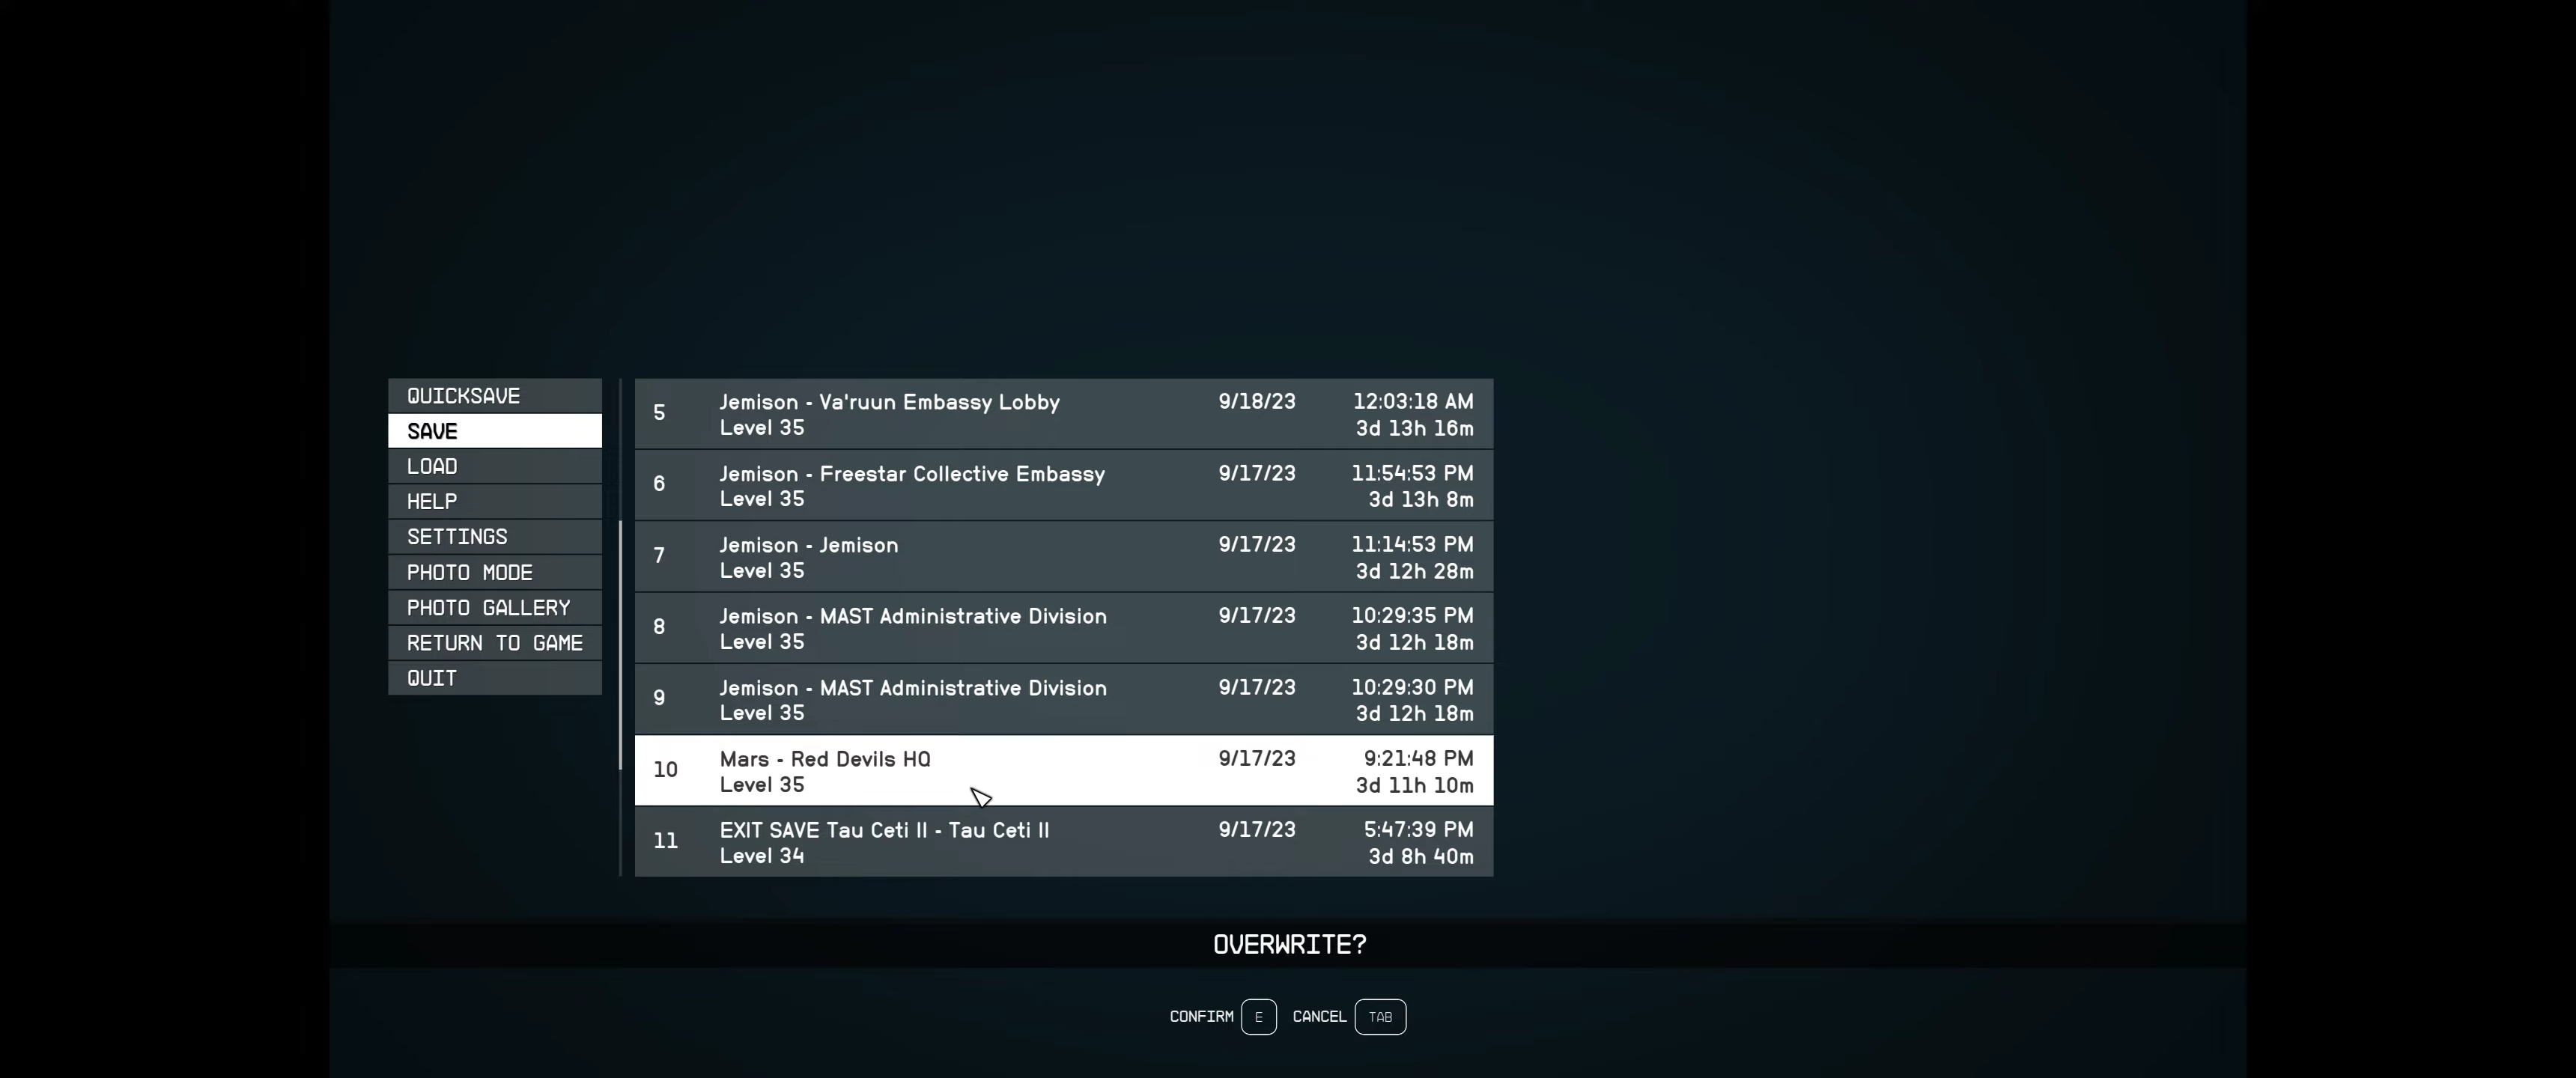 QUICKSAVE
SAVE
LOAD
HELP
SETTINGS
PHOTO MODE
PHOTO GALLERY
RETURN TO GAME
QUIT
5 Jemison - Va'ruun Embassy Lobby 9/18/23 12:03:18 AM
Level 35 3d 13h 16m
6 Jemison - Freestar Collective Embassy 9/17/23 11:54:53 PM
Level 35 3d 13h 8m
7 Jemison - Jemison 9/17/23 11:14:53 PM
Level 35 3d 12h 28m
8 Jemison - MAST Administrative Division 9/17/23 10:29:35 PM
Level 35 3d 12h 18m
9 Jemison - MAST Administrative Division 9/17/23 10:29:30 PM
Level 35 3d 12h 18m
10 Mars - Red Devils HQ 9/17/23 9:21:48 PM
Level 35 3d 11h 10m
11 EXIT SAVE Tau Ceti II - Tau Ceti II 9/17/23 5:47:39 PM
Level 34 3d 8h 40m
OVERWRITE?
CONFIRM E CANCEL TAB